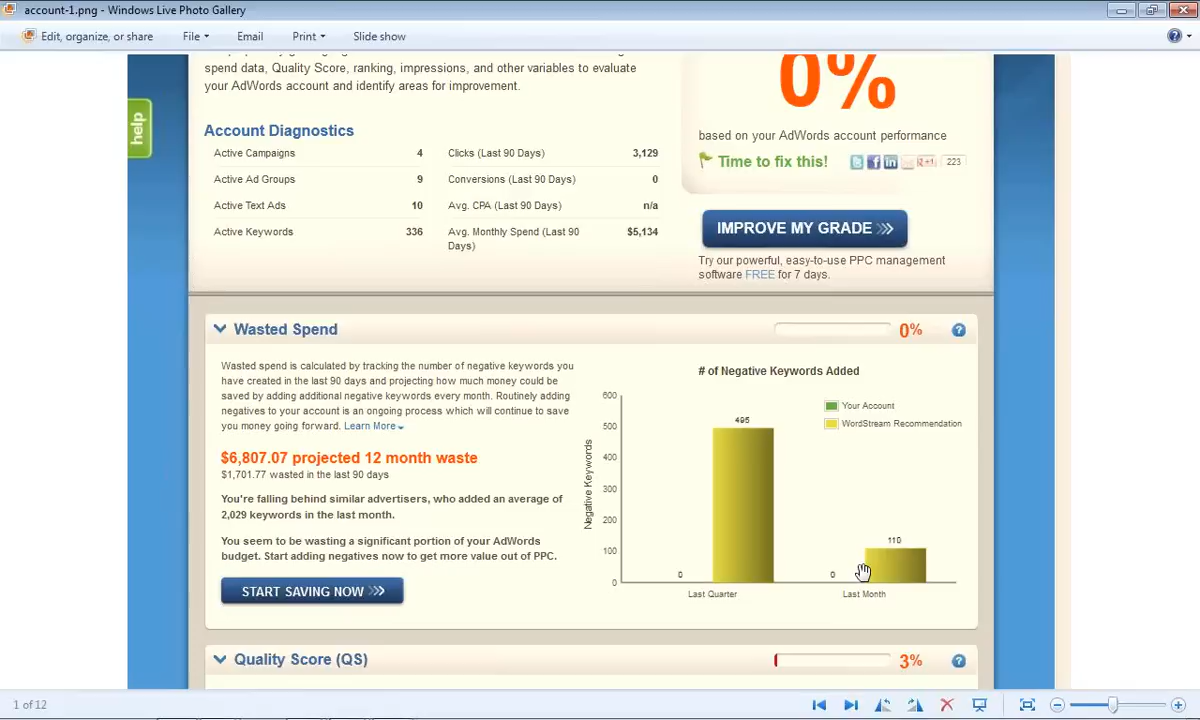 account-1.png - Windows Live Photo Gallery
Edit, organize, or share
File
Email
Print
Slide show
spend data, Quality Score, ranking, impressions, and other variables to evaluate
your AdWords account and identify areas for improvement.
help
0%
based on your AdWords account performance
Time to fix this!
+1
223
Account Diagnostics
Active Campaigns 4
Active Ad Groups 9
Active Text Ads 10
Active Keywords 336
Clicks (Last 90 Days) 3,129
Conversions (Last 90 Days) 0
Avg. CPA (Last 90 Days) n/a
Avg. Monthly Spend (Last 90 Days) $5,134
IMPROVE MY GRADE
Try our powerful, easy-to-use PPC management
software FREE for 7 days.
Wasted Spend
0%
?
Wasted spend is calculated by tracking the number of negative keywords you
have created in the last 90 days and projecting how much money could be
saved by adding additional negative keywords every month. Routinely adding
negatives to your account is an ongoing process which will continue to save
you money going forward. Learn More
$6,807.07 projected 12 month waste
$1,701.77 wasted in the last 90 days
You're falling behind similar advertisers, who added an average of
2,029 keywords in the last month.
You seem to be wasting a significant portion of your AdWords
budget. Start adding negatives now to get more value out of PPC.
START SAVING NOW
# of Negative Keywords Added
Your Account
WordStream Recommendation
Negative Keywords
600
500
400
300
200
100
0
0
495
0
110
Last Quarter
Last Month
Quality Score (QS)
3%
?
1 of 12